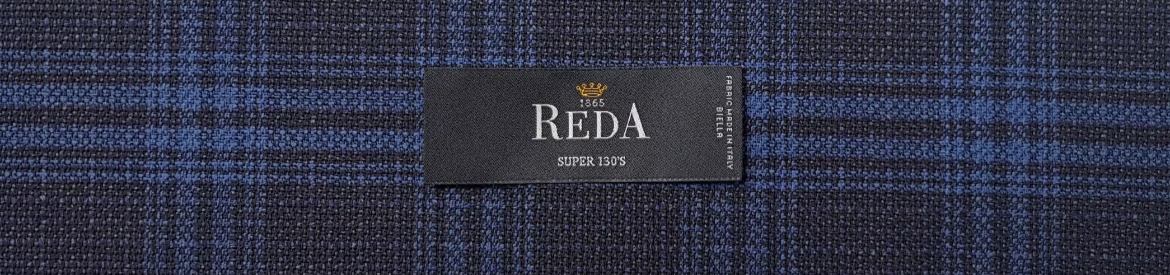 1865
REDA
SUPER 130'S
FABRIC MADE IN ITALY
BIELLA